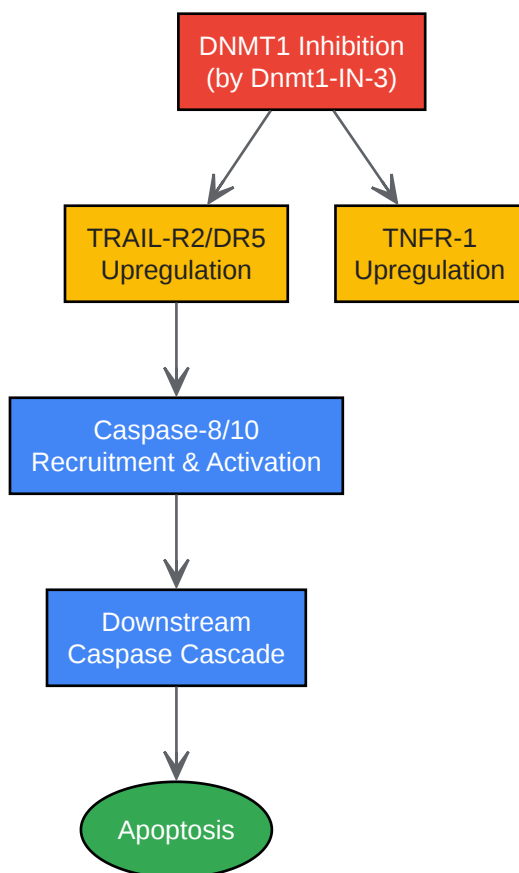 DNMT1 Inhibition
(by Dnmt1-IN-3)
TRAIL-R2/DR5
Upregulation
TNFR-1
Upregulation
Caspase-8/10
Recruitment & Activation
Downstream
Caspase Cascade
Apoptosis